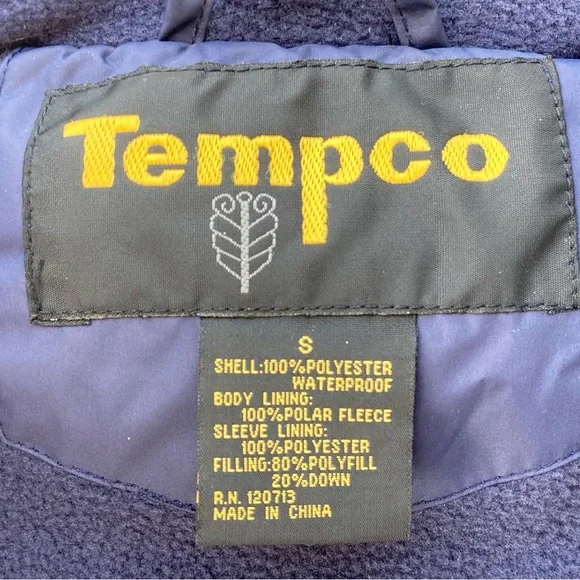 Tempco
S
SHELL:100%POLYESTER
WATERPROOF
BODY LINING:
100%POLAR FLEECE
SLEEVE LINING:
100%POLYESTER
FILLING:80%POLYFILL
20%DOWN
R.N. 120713
MADE IN CHINA